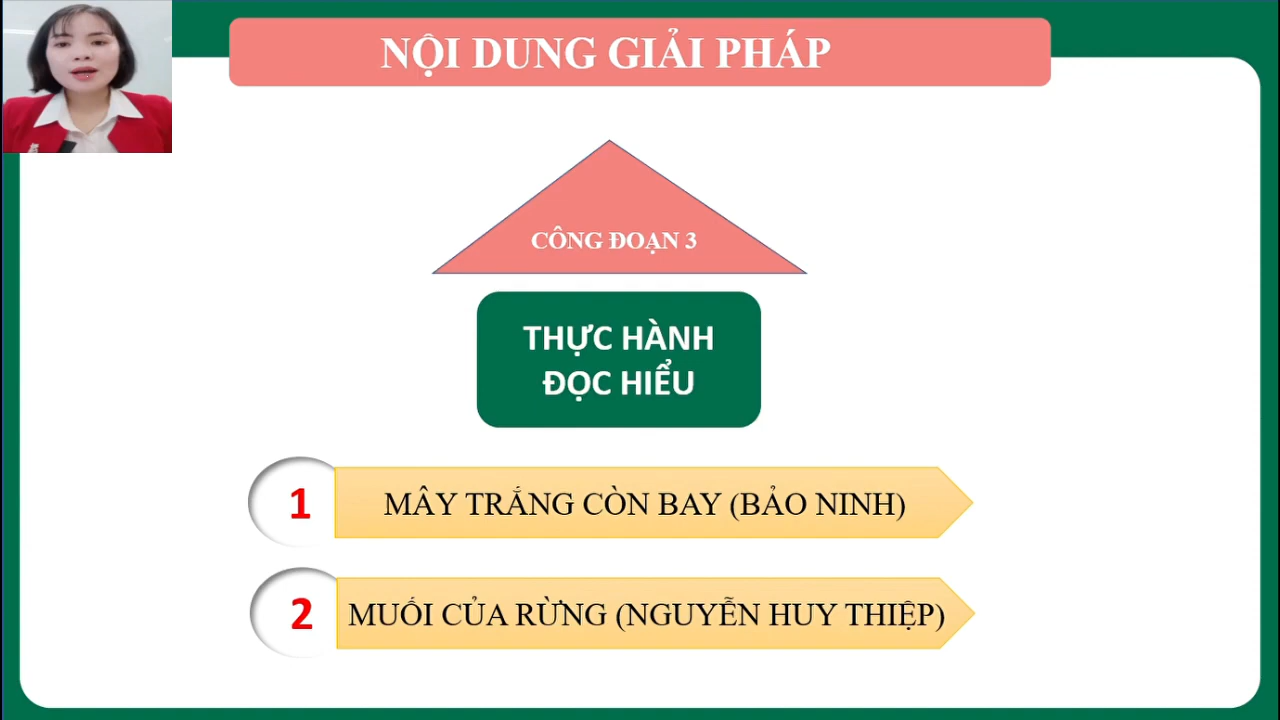 NỘI DUNG GIẢI PHÁP
CÔNG ĐOẠN 3
THỰC HÀNH
ĐỌC HIỂU
1
MÂY TRẮNG CÒN BAY (BẢO NINH)
2
MUỐI CỦA RỪNG (NGUYỄN HUY THIỆP)